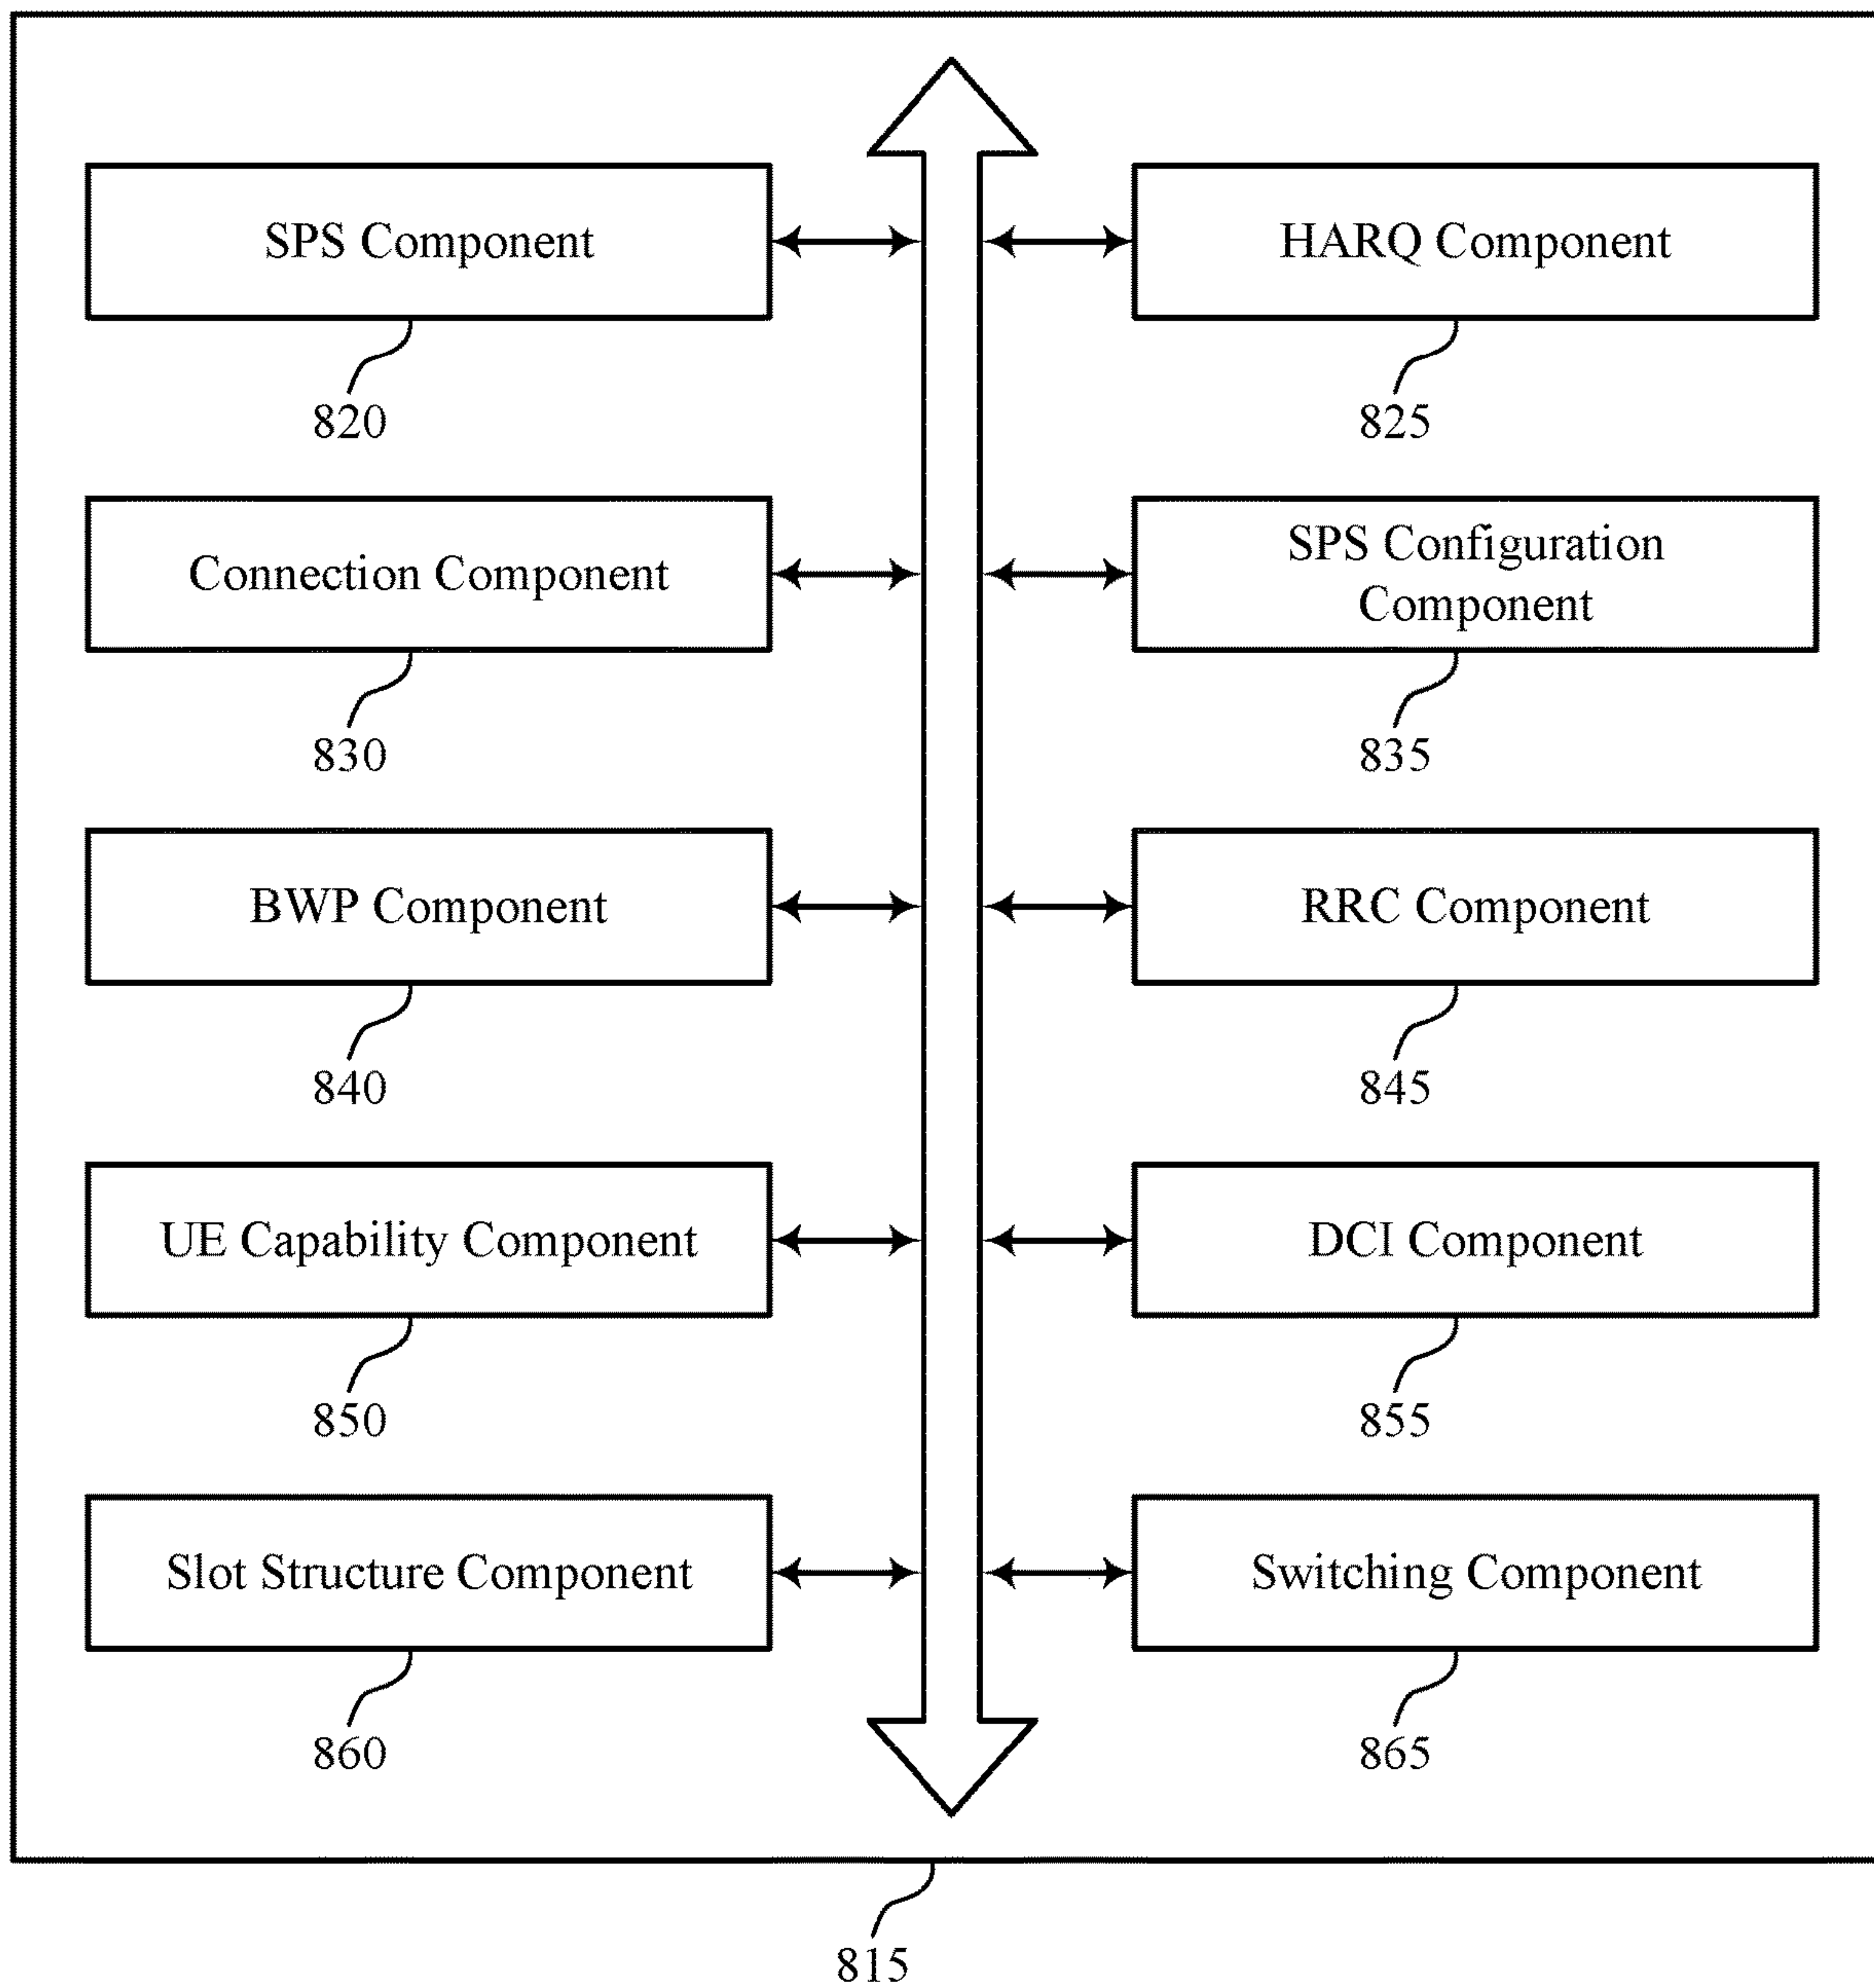 SPS Component
HARQ Component
820
825
Connection Component
SPS Configuration
Component
830
835
BWP Component
RRC Component
840
845
UE Capability Component
DCI Component
850
855
Slot Structure Component
Switching Component
860
865
815